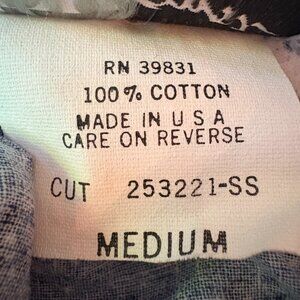 RN 39831
100% COTTON
MADE IN U S A
CARE ON REVERSE
CUT 253221-SS
MEDIUM